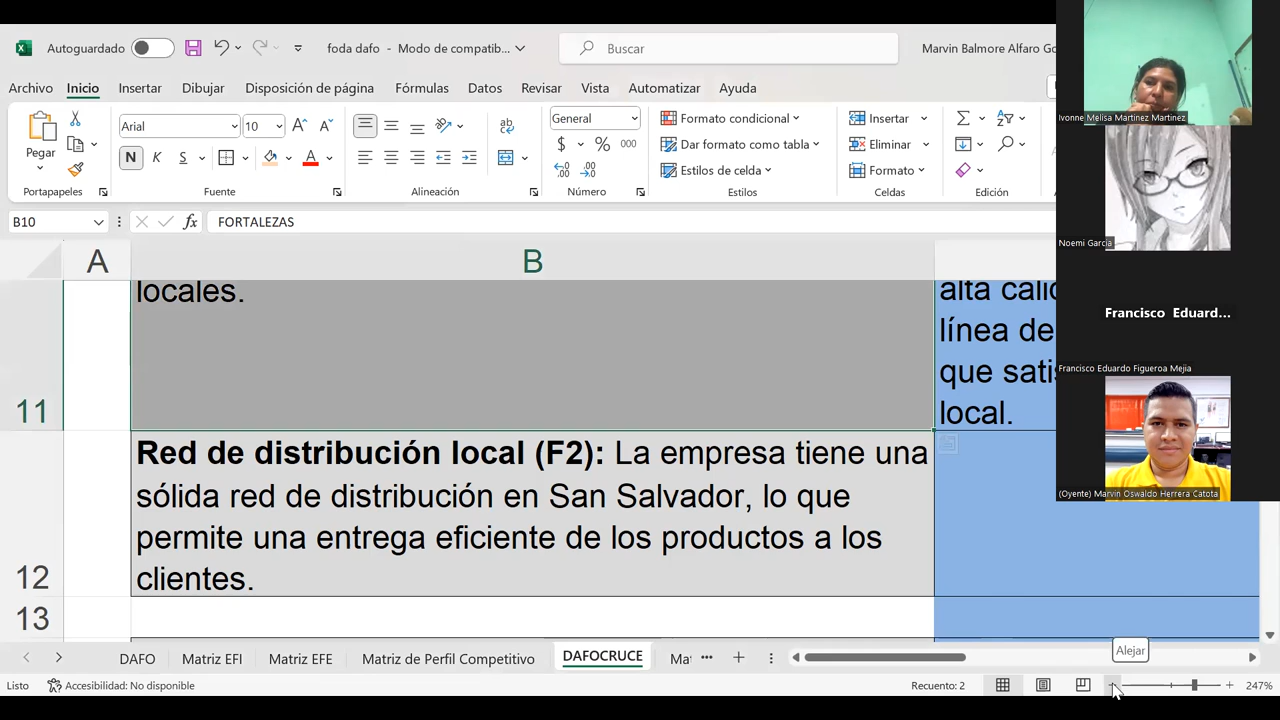 Autoguardado
foda dafo - Modo de compatib...
Buscar
Marvin Balmore Alfaro Go
Archivo Inicio Insertar Dibujar Disposición de página Fórmulas Datos Revisar Vista Automatizar Ayuda
Pegar
Portapapeles
Arial 10
N K S
Fuente
Alineación
General
$ % 000
Número
Formato condicional
Dar formato como tabla
Estilos de celda
Estilos
Insertar
Eliminar
Formato
Celdas
Edición
B10
fx FORTALEZAS
A B
locales.
11
Red de distribución local (F2): La empresa tiene una
sólida red de distribución en San Salvador, lo que
permite una entrega eficiente de los productos a los
clientes.
12
13
línea de
que
local.
Ivonne Melisa Martinez Martinez
Noemi Garcia
Francisco Eduard...
Francisco Eduardo Figueroa Mejia
(Oyente) Marvin Oswaldo Herrera Catota
DAFO Matriz EFI Matriz EFE Matriz de Perfil Competitivo DAFOCRUCE
Alejar
Listo
Accesibilidad: No disponible
Recuento: 2
247%